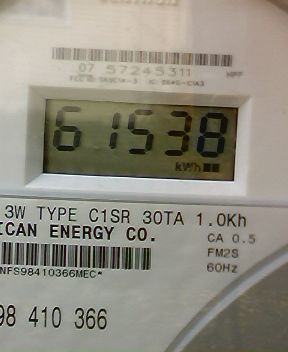 07 57245311
61538
kWh
3W TYPE C1SR 30TA 1.0Kh
ICAN ENERGY CO.
CA 0.5
FM2S
60Hz
NFS98410366MEC*
98 410 366